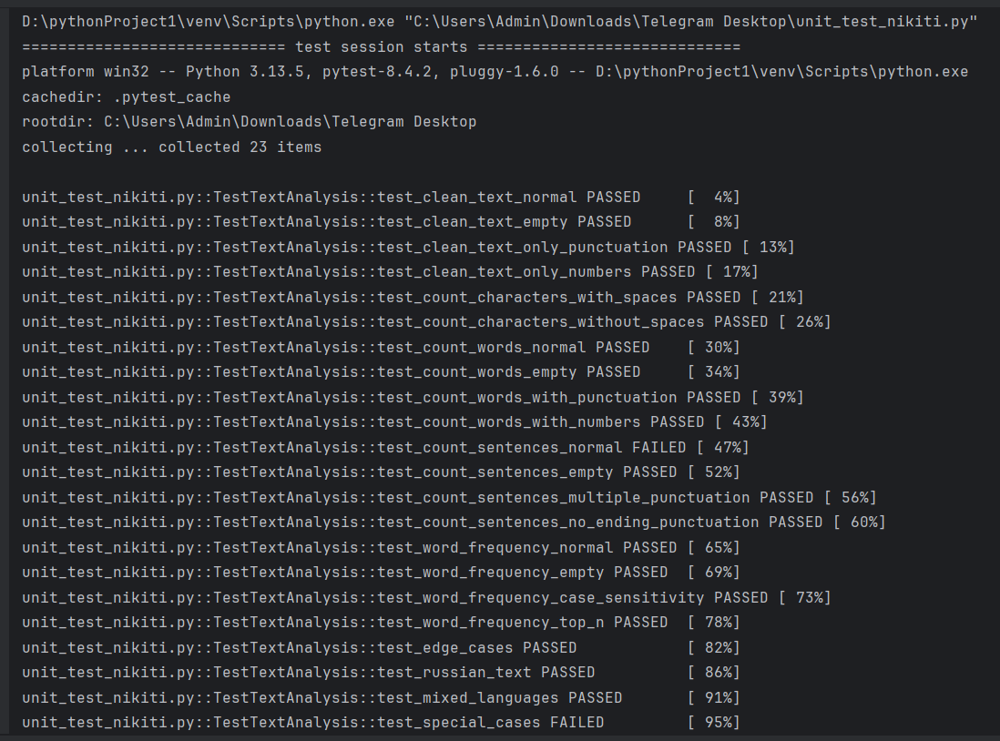 D:\pythonProject1\venv\Scripts\python.exe "C:\Users\Admin\Downloads\Telegram Desktop\unit_test_nikiti.py"
============================= test session starts =============================
platform win32 -- Python 3.13.5, pytest-8.4.2, pluggy-1.6.0 -- D:\pythonProject1\venv\Scripts\python.exe
cachedir: .pytest_cache
rootdir: C:\Users\Admin\Downloads\Telegram Desktop
collecting ... collected 23 items

unit_test_nikiti.py::TestTextAnalysis::test_clean_text_normal PASSED     [  4%]
unit_test_nikiti.py::TestTextAnalysis::test_clean_text_empty PASSED      [  8%]
unit_test_nikiti.py::TestTextAnalysis::test_clean_text_only_punctuation PASSED [ 13%]
unit_test_nikiti.py::TestTextAnalysis::test_clean_text_only_numbers PASSED [ 17%]
unit_test_nikiti.py::TestTextAnalysis::test_count_characters_with_spaces PASSED [ 21%]
unit_test_nikiti.py::TestTextAnalysis::test_count_characters_without_spaces PASSED [ 26%]
unit_test_nikiti.py::TestTextAnalysis::test_count_words_normal PASSED    [ 30%]
unit_test_nikiti.py::TestTextAnalysis::test_count_words_empty PASSED     [ 34%]
unit_test_nikiti.py::TestTextAnalysis::test_count_words_with_punctuation PASSED [ 39%]
unit_test_nikiti.py::TestTextAnalysis::test_count_words_with_numbers PASSED [ 43%]
unit_test_nikiti.py::TestTextAnalysis::test_count_sentences_normal FAILED [ 47%]
unit_test_nikiti.py::TestTextAnalysis::test_count_sentences_empty PASSED [ 52%]
unit_test_nikiti.py::TestTextAnalysis::test_count_sentences_multiple_punctuation PASSED [ 56%]
unit_test_nikiti.py::TestTextAnalysis::test_count_sentences_no_ending_punctuation PASSED [ 60%]
unit_test_nikiti.py::TestTextAnalysis::test_word_frequency_normal PASSED [ 65%]
unit_test_nikiti.py::TestTextAnalysis::test_word_frequency_empty PASSED  [ 69%]
unit_test_nikiti.py::TestTextAnalysis::test_word_frequency_case_sensitivity PASSED [ 73%]
unit_test_nikiti.py::TestTextAnalysis::test_word_frequency_top_n PASSED  [ 78%]
unit_test_nikiti.py::TestTextAnalysis::test_edge_cases PASSED            [ 82%]
unit_test_nikiti.py::TestTextAnalysis::test_russian_text PASSED          [ 86%]
unit_test_nikiti.py::TestTextAnalysis::test_mixed_languages PASSED       [ 91%]
unit_test_nikiti.py::TestTextAnalysis::test_special_cases FAILED         [ 95%]